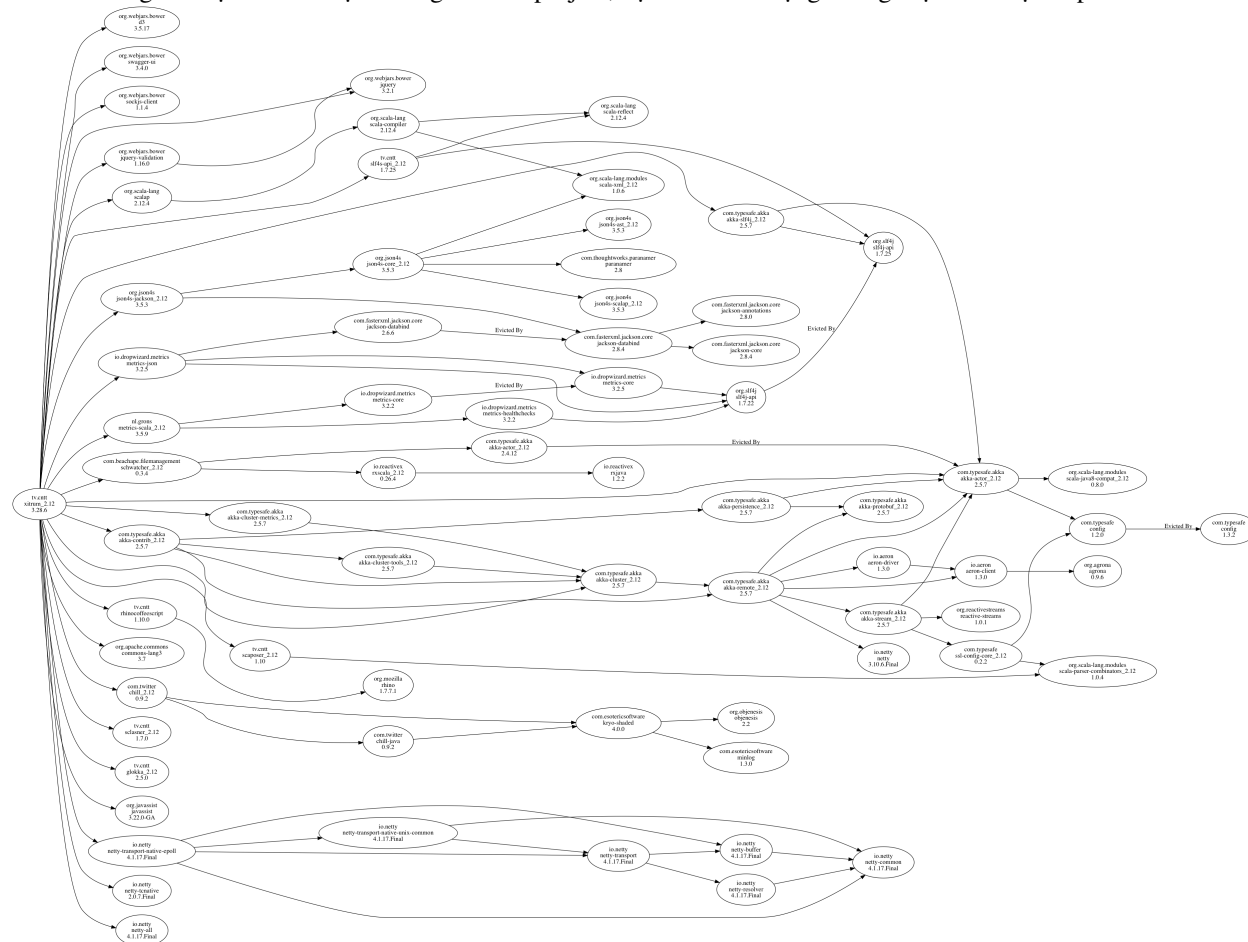 org.webjars.bower
d3
3.5.17
org.webjars.bower
swagger-ui
3.4.0
org.webjars.bower
sockjs-client
1.1.4
org.webjars.bower
jquery
3.2.1
org.scala-lang
scala-compiler
2.12.4
org.scala-lang
scala-reflect
2.12.4
org.webjars.bower
jquery-validation
1.16.0
tv.cntt
slf4s-api_2.12
1.7.25
org.scala-lang
scalap
2.12.4
org.scala-lang.modules
scala-xml_2.12
1.0.6
com.typesafe.akka
akka-slf4j_2.12
2.5.7
org.json4s
json4s-ast_2.12
3.5.3
org.slf4j
slf4j-api
1.7.25
org.json4s
json4s-core_2.12
3.5.3
com.thoughtworks.paranamer
paranamer
2.8
org.json4s
json4s-jackson_2.12
3.5.3
org.json4s
json4s-scalap_2.12
3.5.3
com.fasterxml.jackson.core
jackson-annotations
2.8.0
com.fasterxml.jackson.core
jackson-databind
2.6.6
Evicted By
com.fasterxml.jackson.core
jackson-databind
2.8.4
Evicted By
com.fasterxml.jackson.core
jackson-core
2.8.4
io.dropwizard.metrics
metrics-json
3.2.5
io.dropwizard.metrics
metrics-core
3.2.5
Evicted By
io.dropwizard.metrics
metrics-core
3.2.2
org.slf4j
slf4j-api
1.7.22
io.dropwizard.metrics
metrics-healthchecks
3.2.2
nl.grons
metrics-scala_2.12
3.5.9
com.typesafe.akka
akka-actor_2.12
2.4.12
Evicted By
com.beachape.filemanagement
schwatcher_2.12
0.3.4
io.reactivex
rxscala_2.12
0.26.4
io.reactivex
rxjava
1.2.2
com.typesafe.akka
akka-actor_2.12
2.5.7
org.scala-lang.modules
scala-java8-compat_2.12
0.8.0
tv.cntt
xitrum_2.12
3.28.6
com.typesafe.akka
akka-cluster-metrics_2.12
2.5.7
com.typesafe.akka
akka-persistence_2.12
2.5.7
com.typesafe.akka
akka-protobuf_2.12
2.5.7
com.typesafe
config
1.2.0
Evicted By
com.typesafe
config
1.3.2
com.typesafe.akka
akka-contrib_2.12
2.5.7
com.typesafe.akka
akka-cluster-tools_2.12
2.5.7
com.typesafe.akka
akka-cluster_2.12
2.5.7
com.typesafe.akka
akka-remote_2.12
2.5.7
io.aeron
aeron-driver
1.3.0
io.aeron
aeron-client
1.3.0
org.agrona
agrona
0.9.6
tv.cntt
rhinocoffeescript
1.10.0
com.typesafe.akka
akka-stream_2.12
2.5.7
org.reactivestreams
reactive-streams
1.0.1
org.apache.commons
commons-lang3
3.7
tv.cntt
scaposer_2.12
1.10
io.netty
netty
3.10.6.Final
com.typesafe
ssl-config-core_2.12
0.2.2
org.scala-lang.modules
scala-parser-combinators_2.12
1.0.4
org.mozilla
rhino
1.7.7.1
com.twitter
chill_2.12
0.9.2
com.esotericsoftware
kryo-shaded
4.0.0
org.objenesis
objenesis
2.2
tv.cntt
sclasner_2.12
1.7.0
com.twitter
chill-java
0.9.2
com.esotericsoftware
minlog
1.3.0
tv.cntt
glokka_2.12
2.5.0
org.javassist
javassist
3.22.0-GA
io.netty
netty-transport-native-unix-common
4.1.17.Final
io.netty
netty-transport-native-epoll
4.1.17.Final
io.netty
netty-transport
4.1.17.Final
io.netty
netty-buffer
4.1.17.Final
io.netty
netty-common
4.1.17.Final
io.netty
netty-resolver
4.1.17.Final
io.netty
netty-tcnative
2.0.7.Final
io.netty
netty-all
4.1.17.Final